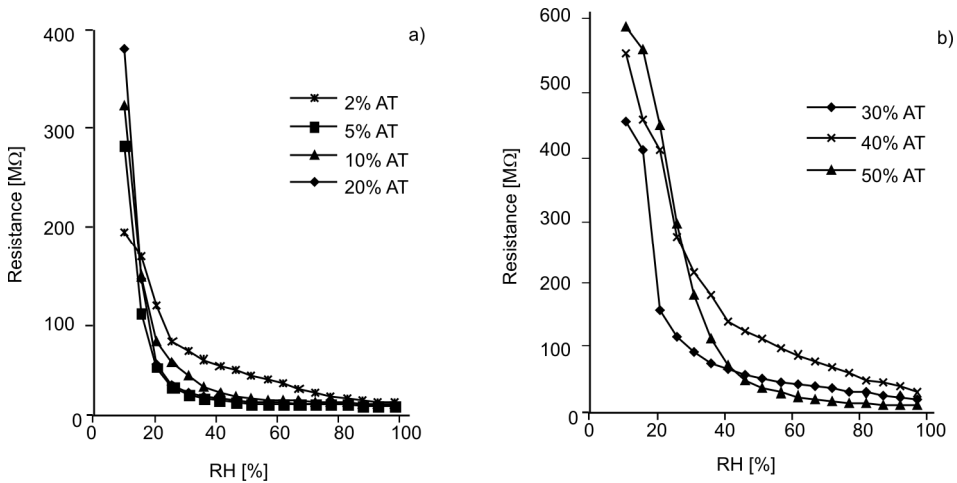 a)
400
300
200
100
0
0
20
40
60
80
100
Resistance [MΩ]
RH [%]
2% AT
5% AT
10% AT
20% AT
b)
600
500
400
300
200
100
0
0
20
40
60
80
100
Resistance [MΩ]
RH [%]
30% AT
40% AT
50% AT